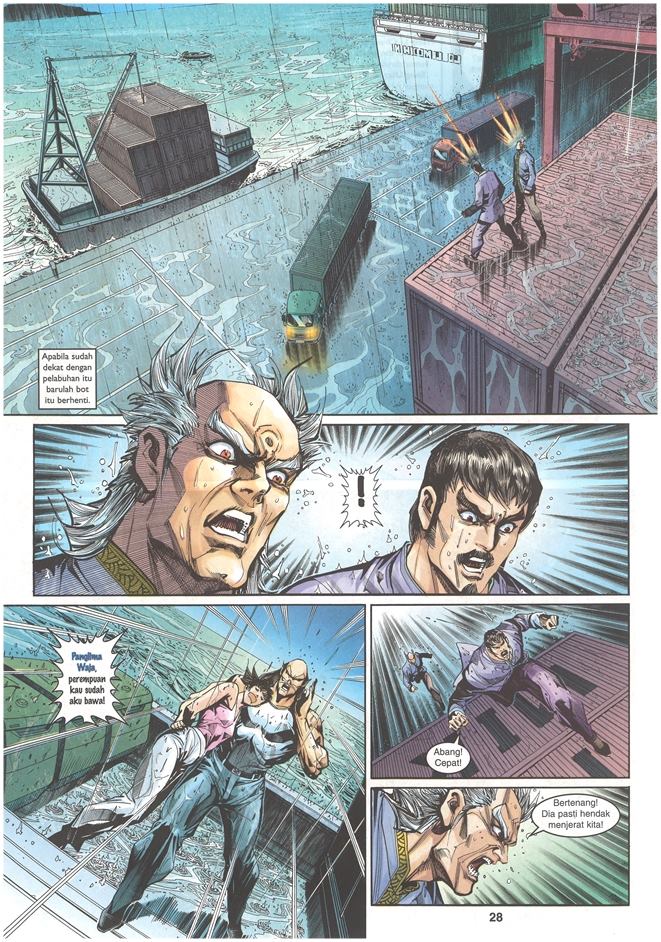 Apabila sudah
dekat dengan
pelabuhan itu
barulah bot
itu berhenti.
!
Panglima
Waja,
perempuan
kau sudah
aku bawa!
Abang!
Cepat!
Bertenang!
Dia pasti hendak
menjerat kita!
28